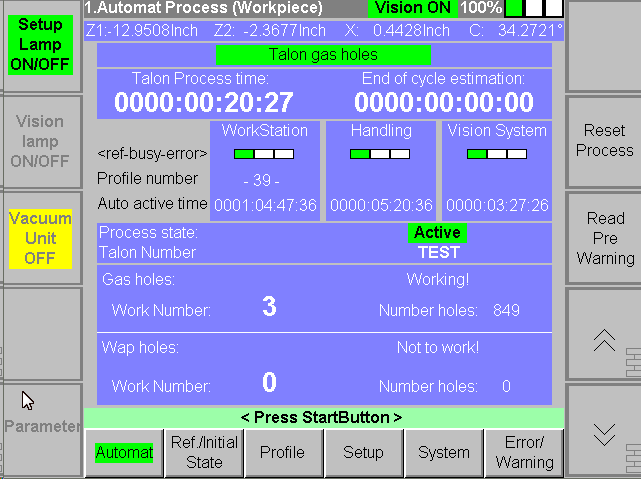 1.Automat Process (Workpiece) Vision ON 100%
Z1:-12.9508Inch Z2: -2.3677Inch X: 0.4428Inch C: 34.2721°
Setup
Lamp
ON/OFF
Vision
lamp
ON/OFF
Vacuum
Unit
OFF
Parameter
Talon gas holes
Talon Process time: End of cycle estimation:
0000:00:20:27 0000:00:00:00
WorkStation Handling Vision System
<ref-busy-error>
Profile number - 39 -
Auto active time 0001:04:47:36 0000:05:20:36 0000:03:27:26
Process state: Active
Talon Number TEST
Gas holes: Working!
Work Number: 3 Number holes: 849
Wap holes: Not to work!
Work Number: 0 Number holes: 0
< Press StartButton >
Reset
Process
Read
Pre
Warning
Automat
Ref./Initial
State
Profile
Setup
System
Error/
Warning